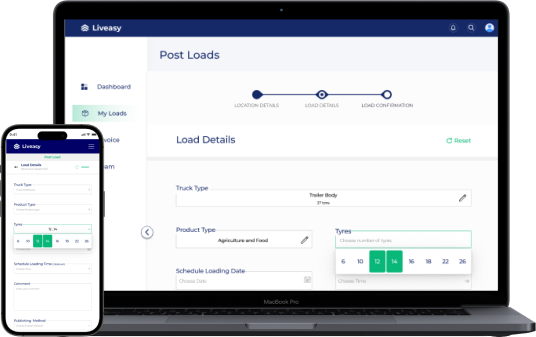 Liveasy
Post Loads
Dashboard
My Loads
LOCATION DETAILS
LOAD DETAILS
LOAD CONFIRMATION
Load Details
Reset
Truck Type
Trailer Body
27 tons
Product Type
Agriculture and Food
Tyres
Choose number of tyres
6 10 12 14 16 18 22 26
Schedule Loading Date
Choose Date
Choose Time
MacBook Pro
Liveasy
Post Load
Load Details
Reset
Truck Type
Product Type
Tyres
12, 14
6 10 12 14 16 18 22 26
Schedule Loading Time
Comment
Publishing Method